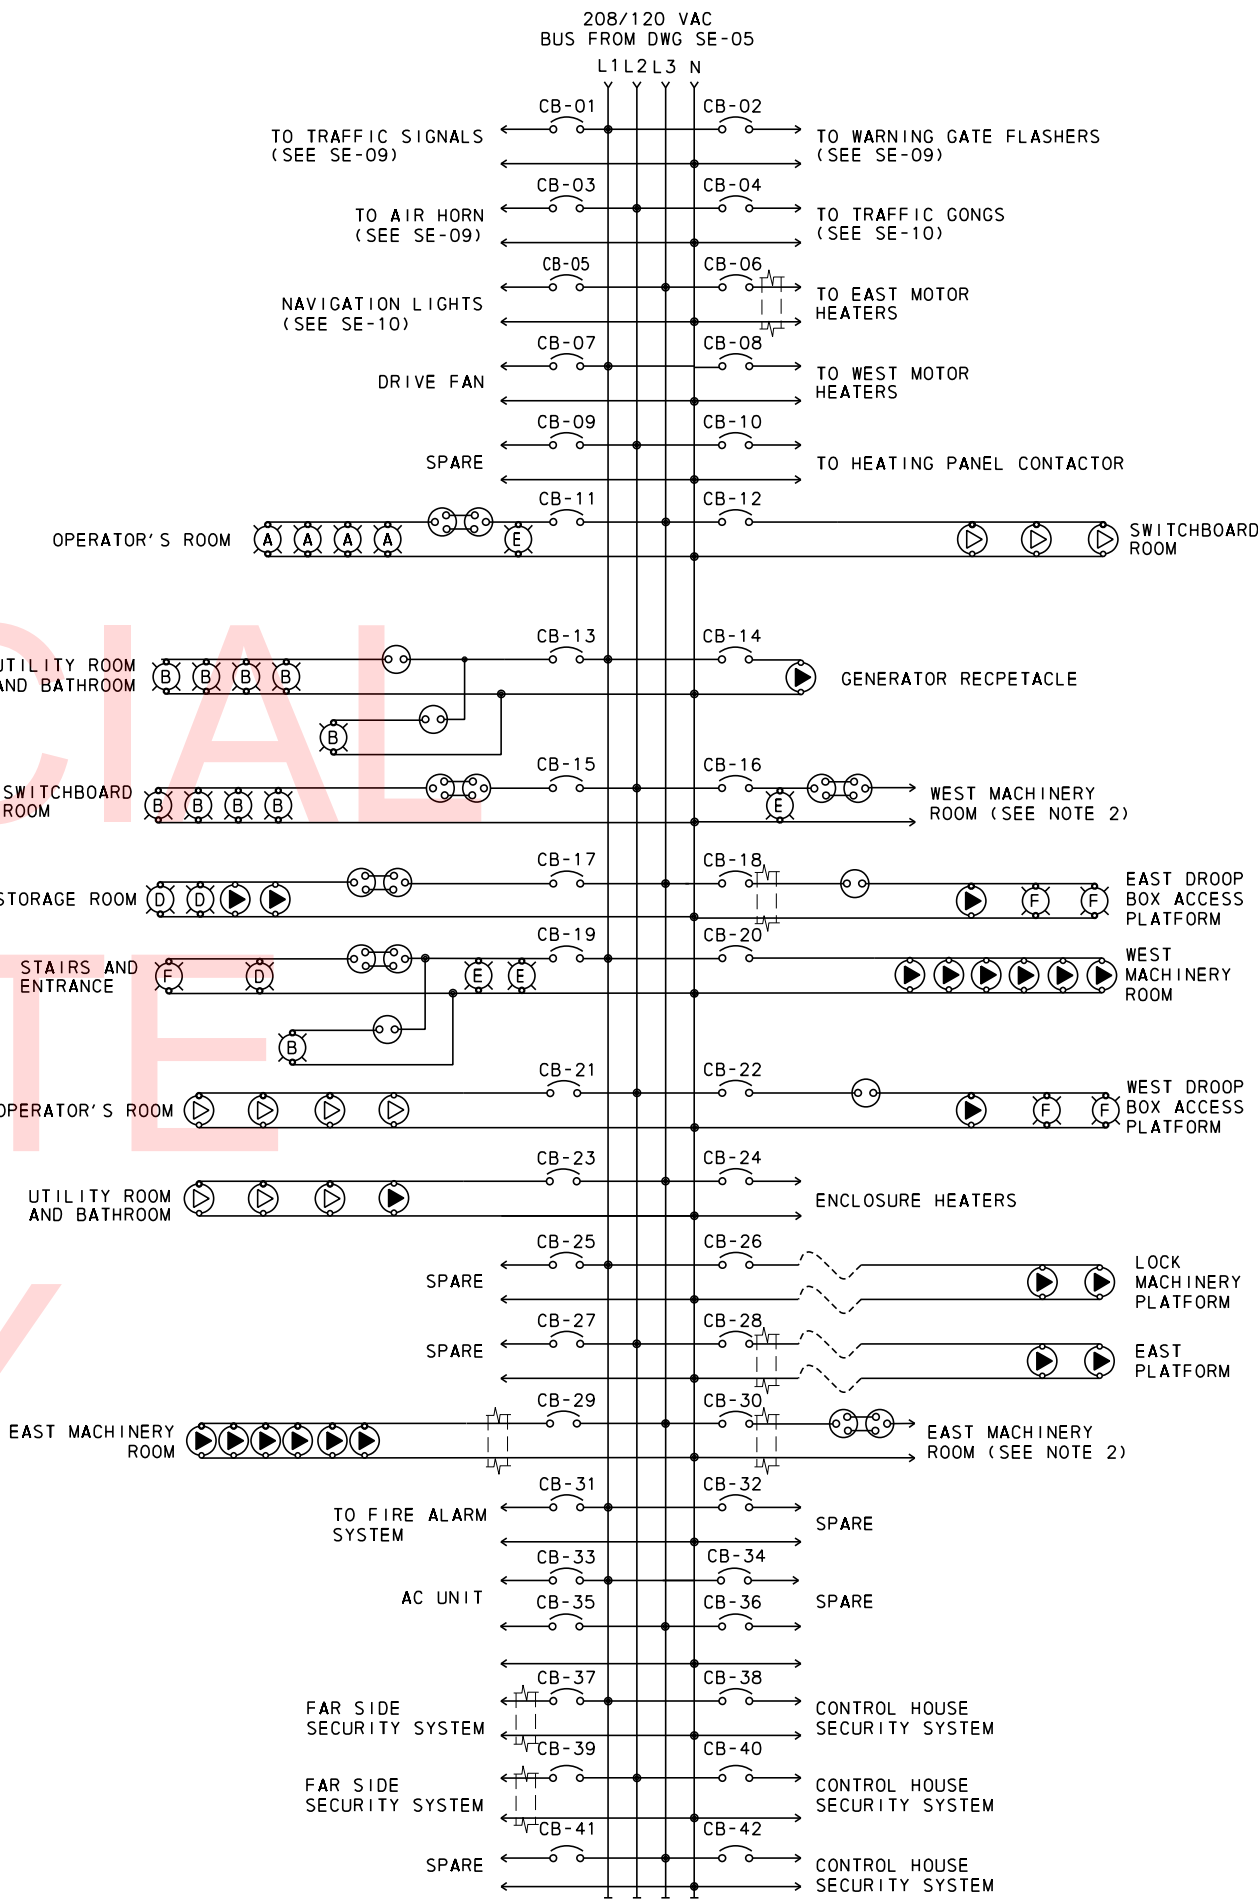 208/120 VAC
BUS FROM DWG SE-05
L1 L2 L3 N
CB-01
CB-02
TO TRAFFIC SIGNALS
(SEE SE-09)
TO WARNING GATE FLASHERS
(SEE SE-09)
CB-03
CB-04
TO AIR HORN
(SEE SE-09)
TO TRAFFIC GONGS
(SEE SE-10)
CB-05
CB-06
NAVIGATION LIGHTS
(SEE SE-10)
TO EAST MOTOR
HEATERS
CB-07
CB-08
DRIVE FAN
TO WEST MOTOR
HEATERS
CB-09
CB-10
SPARE
TO HEATING PANEL CONTACTOR
CB-11
CB-12
OPERATOR'S ROOM
A A A A E
SWITCHBOARD
ROOM
CB-13
CB-14
UTILITY ROOM
AND BATHROOM
B B B B
B
GENERATOR RECPETACLE
CB-15
CB-16
SWITCHBOARD
ROOM
B B B B
E
WEST MACHINERY
ROOM (SEE NOTE 2)
CB-17
CB-18
STORAGE ROOM
D D
F F
EAST DROOP
BOX ACCESS
PLATFORM
CB-19
CB-20
STAIRS AND
ENTRANCE
F D E E
B
WEST
MACHINERY
ROOM
CB-21
CB-22
OPERATOR'S ROOM
F F
WEST DROOP
BOX ACCESS
PLATFORM
CB-23
CB-24
UTILITY ROOM
AND BATHROOM
ENCLOSURE HEATERS
CB-25
CB-26
SPARE
LOCK
MACHINERY
PLATFORM
CB-27
CB-28
SPARE
EAST
PLATFORM
CB-29
CB-30
EAST MACHINERY
ROOM
EAST MACHINERY
ROOM (SEE NOTE 2)
CB-31
CB-32
TO FIRE ALARM
SYSTEM
SPARE
CB-33
CB-34
AC UNIT
SPARE
CB-35
CB-36
CB-37
CB-38
FAR SIDE
SECURITY SYSTEM
CONTROL HOUSE
SECURITY SYSTEM
CB-39
CB-40
FAR SIDE
SECURITY SYSTEM
CONTROL HOUSE
SECURITY SYSTEM
CB-41
CB-42
SPARE
CONTROL HOUSE
SECURITY SYSTEM
CIAL
TE
Y